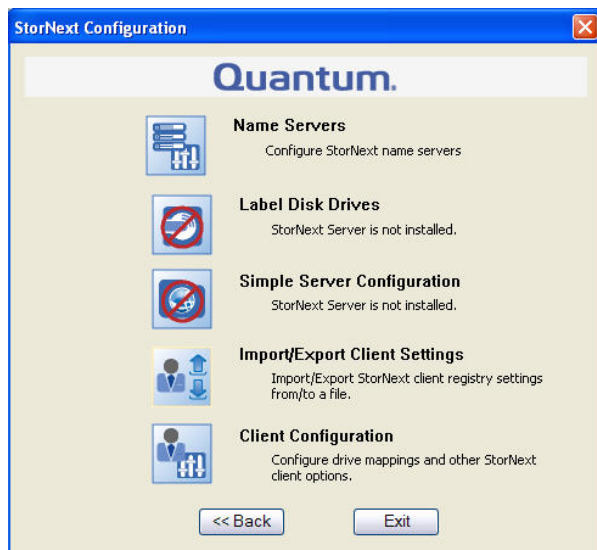 StorNext Configuration
Quantum.
Name Servers
Configure StorNext name servers
Label Disk Drives
StorNext Server is not installed.
Simple Server Configuration
StorNext Server is not installed.
Import/Export Client Settings
Import/Export StorNext client registry settings
from/to a file.
Client Configuration
Configure drive mappings and other StorNext
client options.
<< Back
Exit